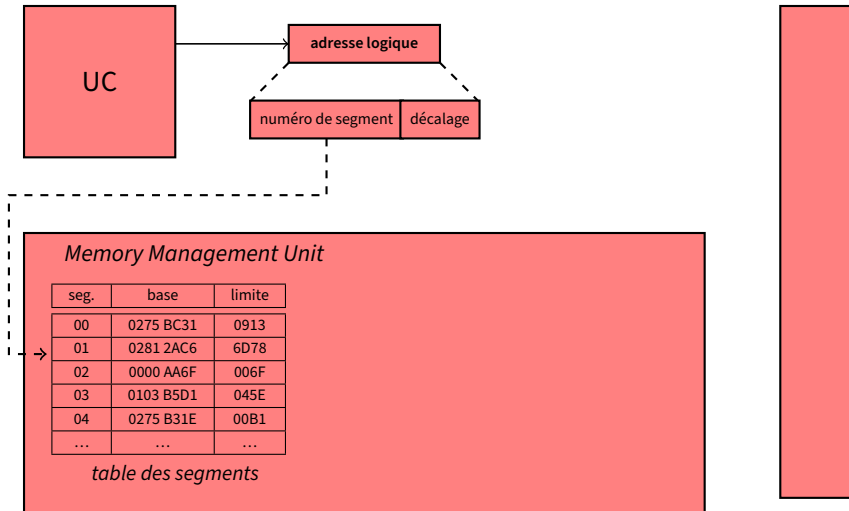 UC
adresse logique
numéro de segment décalage
Memory Management Unit
seg. base limite
00 0275 BC31 0913
01 0281 2AC6 6D78
02 0000 AA6F 006F
03 0103 B5D1 045E
04 0275 B31E 00B1
… … …
table des segments